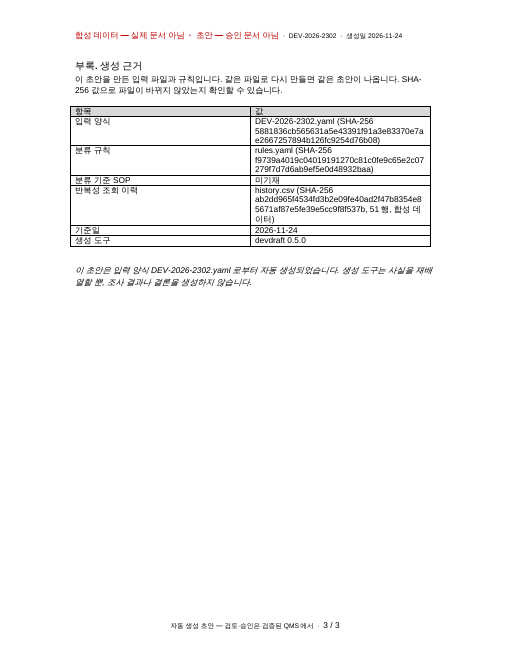 합성 데이터 — 실제 문서 아님 · 초안 — 승인 문서 아님 · DEV-2026-2302 · 생성일 2026-11-24
부록. 생성 근거
이 초안을 만든 입력 파일과 규칙입니다. 같은 파일로 다시 만들면 같은 초안이 나옵니다. SHA-
256 값으로 파일이 바뀌지 않았는지 확인할 수 있습니다.
항목 값
입력 양식 DEV-2026-2302.yaml (SHA-256
5881836cb565631a5e43391f91a3e83370e7a
e2667257894b126fc9254d76b08)
분류 규칙 rules.yaml (SHA-256
f9739a4019c04019191270c81c0fe9c65e2c07
279f7d7d6ab9ef5e0d48932baa)
분류 기준 SOP 미기재
반복성 조회 이력 history.csv (SHA-256
ab2dd965f4534fd3b2e09fe40ad2f47b8354e8
5671af87e5fe39e5cc9f8f537b, 51 행, 합성 데
이터)
기준일 2026-11-24
생성 도구 devdraft 0.5.0
이 초안은 입력 양식 DEV-2026-2302.yaml 로부터 자동 생성되었습니다. 생성 도구는 사실을 재배
열할 뿐, 조사 결과나 결론을 생성하지 않습니다.
자동 생성 초안 — 검토·승인은 검증된 QMS 에서 · 3 / 3